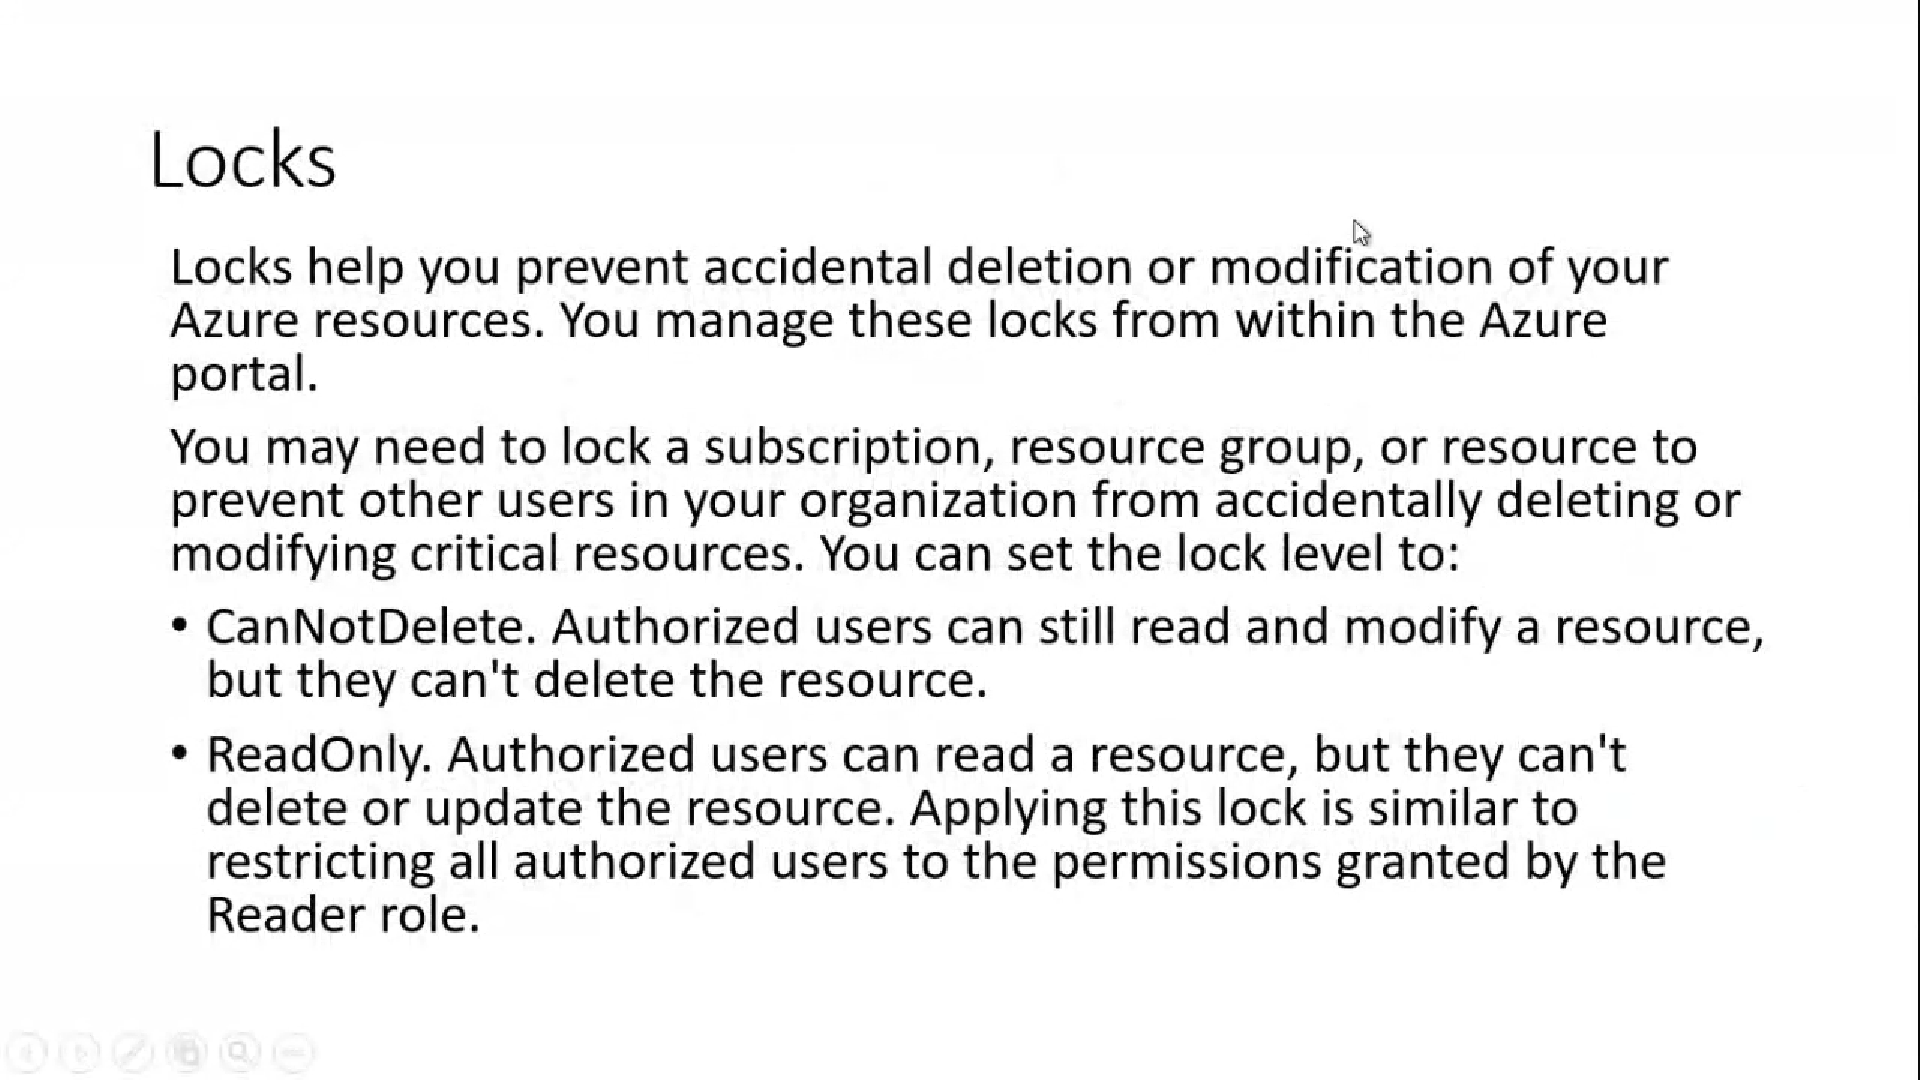 Locks
Locks help you prevent accidental deletion or modification of your
Azure resources. You manage these locks from within the Azure
portal.
You may need to lock a subscription, resource group, or resource to
prevent other users in your organization from accidentally deleting or
modifying critical resources. You can set the lock level to:
• CanNotDelete. Authorized users can still read and modify a resource,
but they can't delete the resource.
• ReadOnly. Authorized users can read a resource, but they can't
delete or update the resource. Applying this lock is similar to
restricting all authorized users to the permissions granted by the
Reader role.